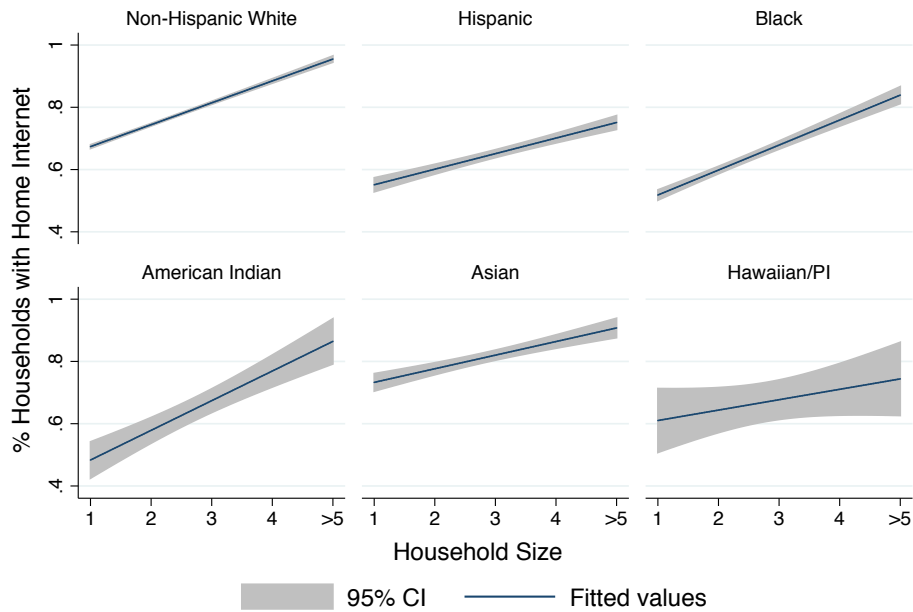 Non-Hispanic White
Hispanic
Black
% Households with Home Internet
1
.8
.6
.4
American Indian
Asian
Hawaiian/PI
1
.8
.6
.4
1 2 3 4 >5
1 2 3 4 >5
1 2 3 4 >5
Household Size
95% CI
Fitted values